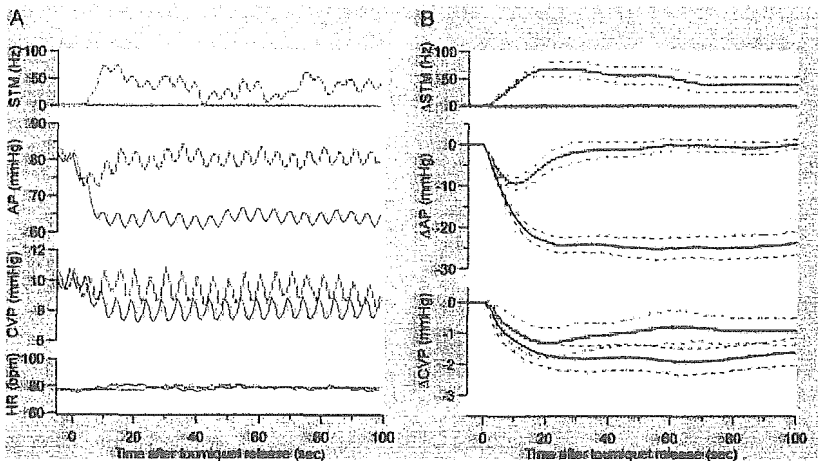 A
STM (Hz)
100
50
0
AP (mmHg)
90
80
70
60
CVP (mmHg)
12
10
8
6
HR (bpm)
100
80
60
0 20 40 60 80 100
Time after tourniquet release (sec)
B
ΔSTM (Hz)
100
50
0
ΔAP (mmHg)
0
-10
-20
-30
ΔCVP (mmHg)
0
-1
-2
-3
0 20 40 60 80 100
Time after tourniquet release (sec)